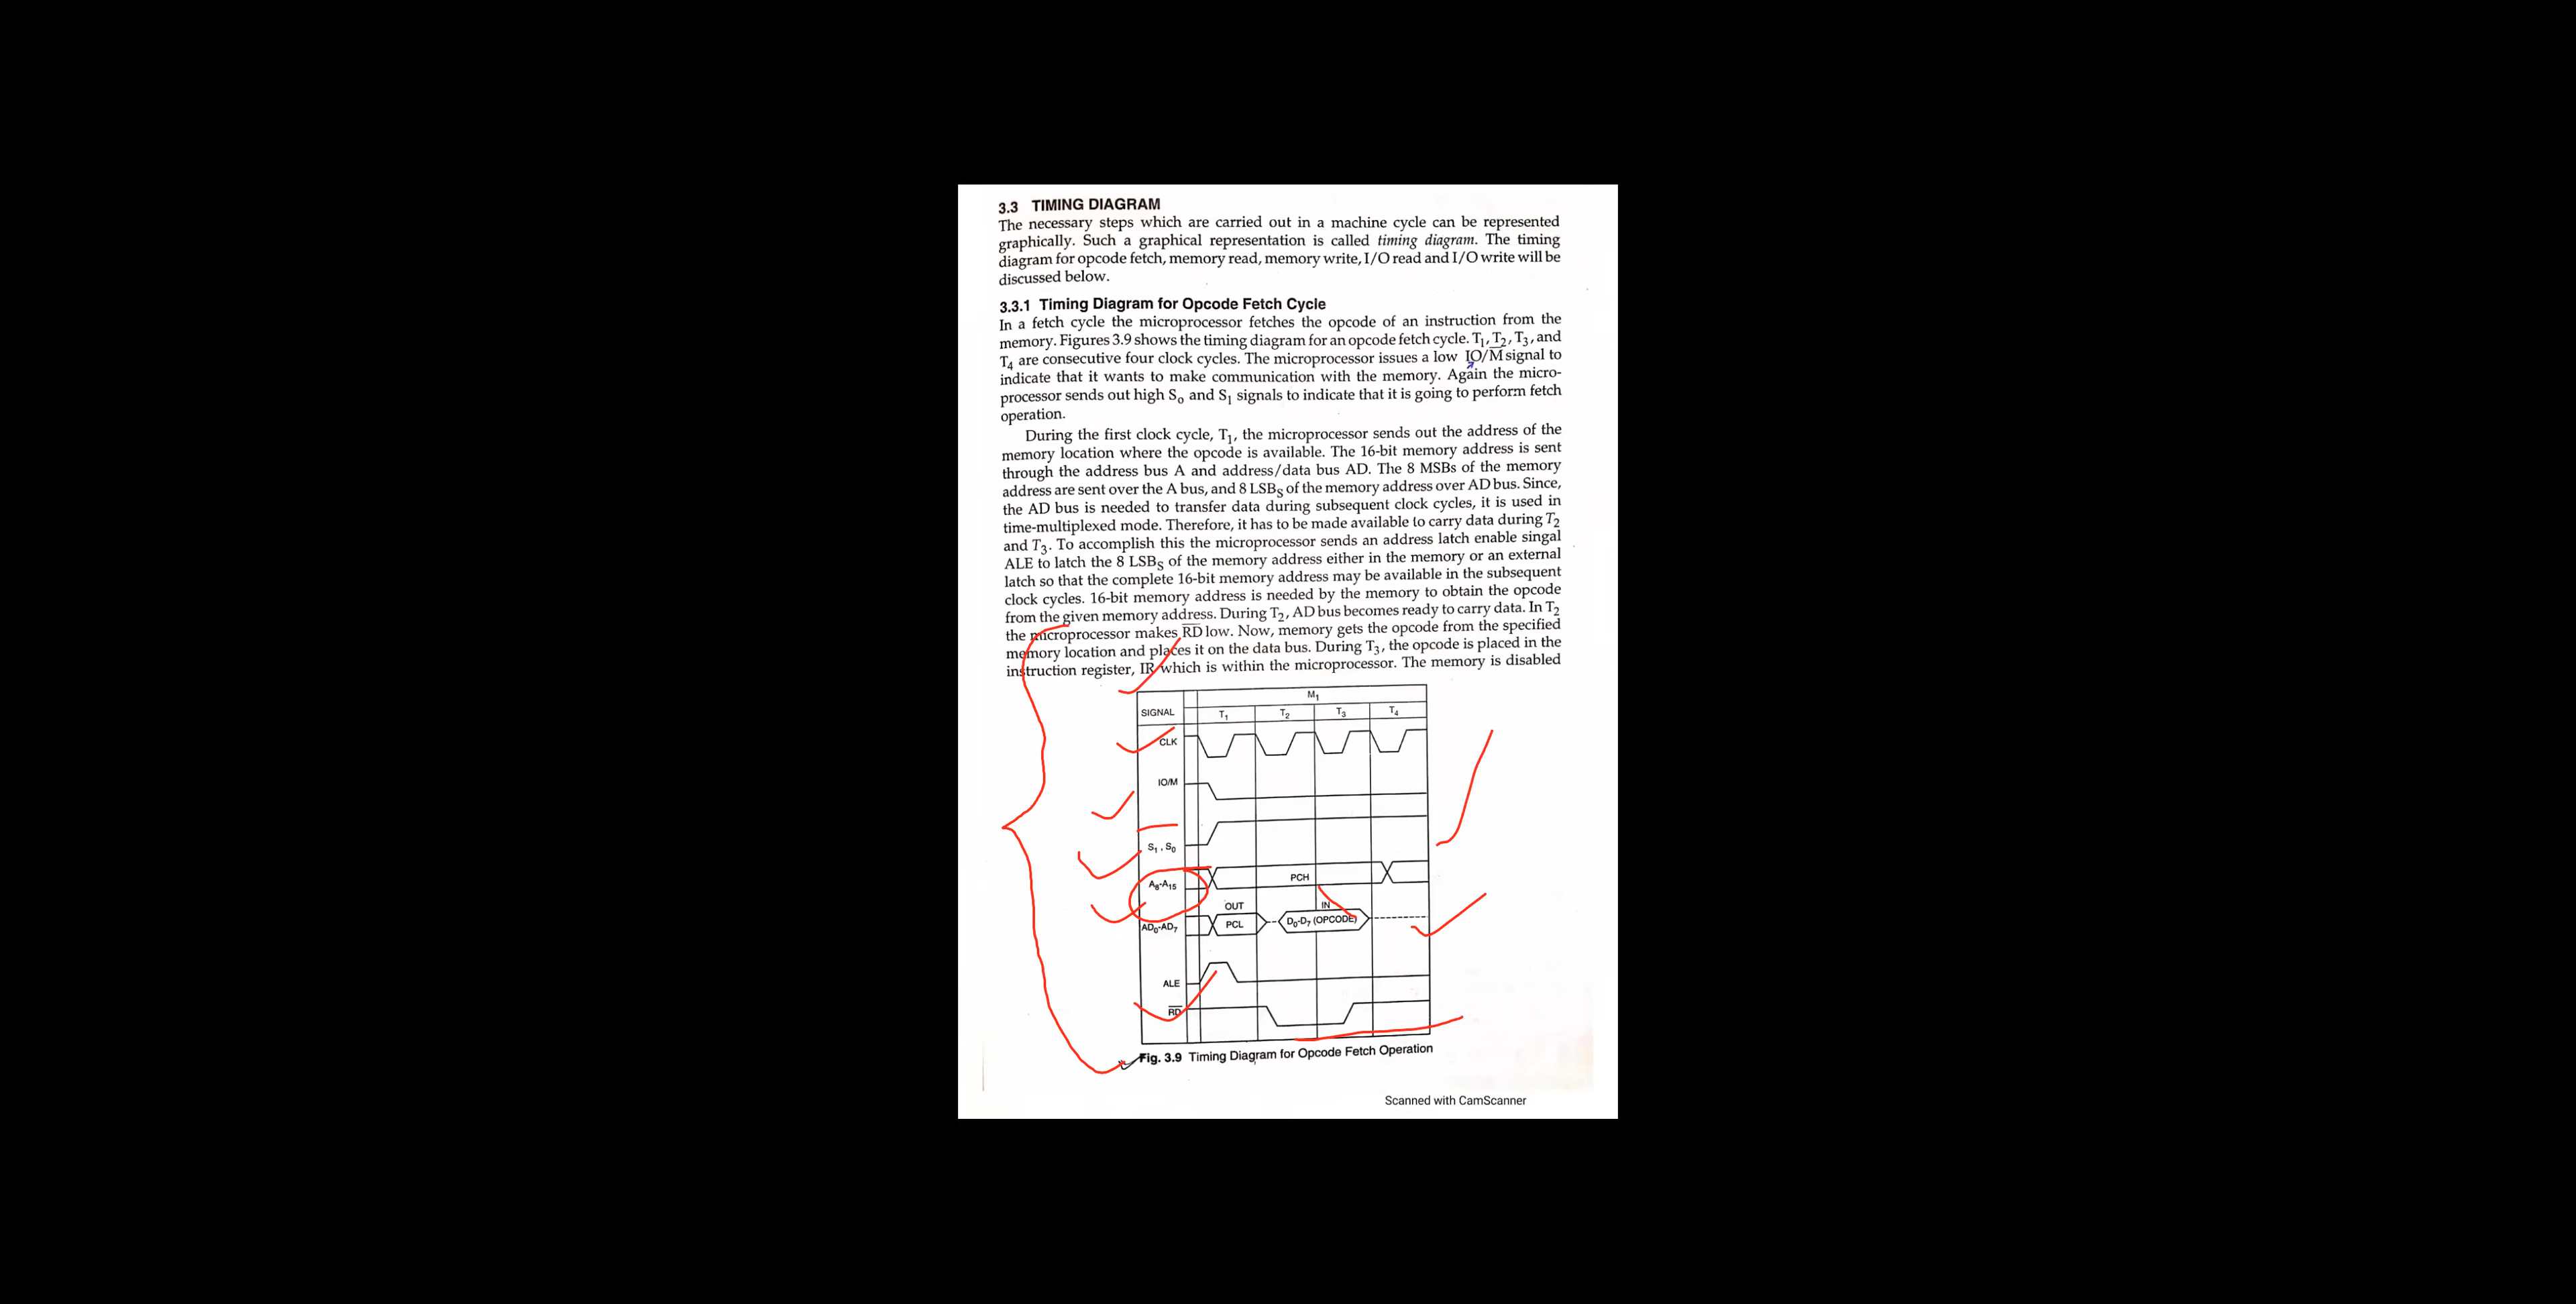 3.3 TIMING DIAGRAM
The necessary steps which are carried out in a machine cycle can be represented
graphically. Such a graphical representation is called timing diagram. The timing
diagram for opcode fetch, memory read, memory write, I/O read and I/O write will be
discussed below.
3.3.1 Timing Diagram for Opcode Fetch Cycle
In a fetch cycle the microprocessor fetches the opcode of an instruction from the
memory. Figures 3.9 shows the timing diagram for an opcode fetch cycle. T₁, T₂, T₃, and
T₄ are consecutive four clock cycles. The microprocessor issues a low IO/M̅ signal to
indicate that it wants to make communication with the memory. Again the micro-
processor sends out high S₀ and S₁ signals to indicate that it is going to perform fetch
operation.
During the first clock cycle, T₁, the microprocessor sends out the address of the
memory location where the opcode is available. The 16-bit memory address is sent
through the address bus A and address/data bus AD. The 8 MSBs of the memory
address are sent over the A bus, and 8 LSBS of the memory address over AD bus. Since,
the AD bus is needed to transfer data during subsequent clock cycles, it is used in
time-multiplexed mode. Therefore, it has to be made available to carry data during T₂
and T₃. To accomplish this the microprocessor sends an address latch enable singal
ALE to latch the 8 LSBS of the memory address either in the memory or an external
latch so that the complete 16-bit memory address may be available in the subsequent
clock cycles. 16-bit memory address is needed by the memory to obtain the opcode
from the given memory address. During T₂, AD bus becomes ready to carry data. In T₂
the microprocessor makes R̅D̅ low. Now, memory gets the opcode from the specified
memory location and places it on the data bus. During T₃, the opcode is placed in the
instruction register, IR which is within the microprocessor. The memory is disabled
M₁
SIGNAL T₁ T₂ T₃ T₄
CLK
IO/M
S₁, S₀
A₈-A₁₅ PCH
OUT IN
AD₀-AD₇ PCL D₀-D₇ (OPCODE)
ALE
R̅D̅
Fig. 3.9 Timing Diagram for Opcode Fetch Operation
Scanned with CamScanner